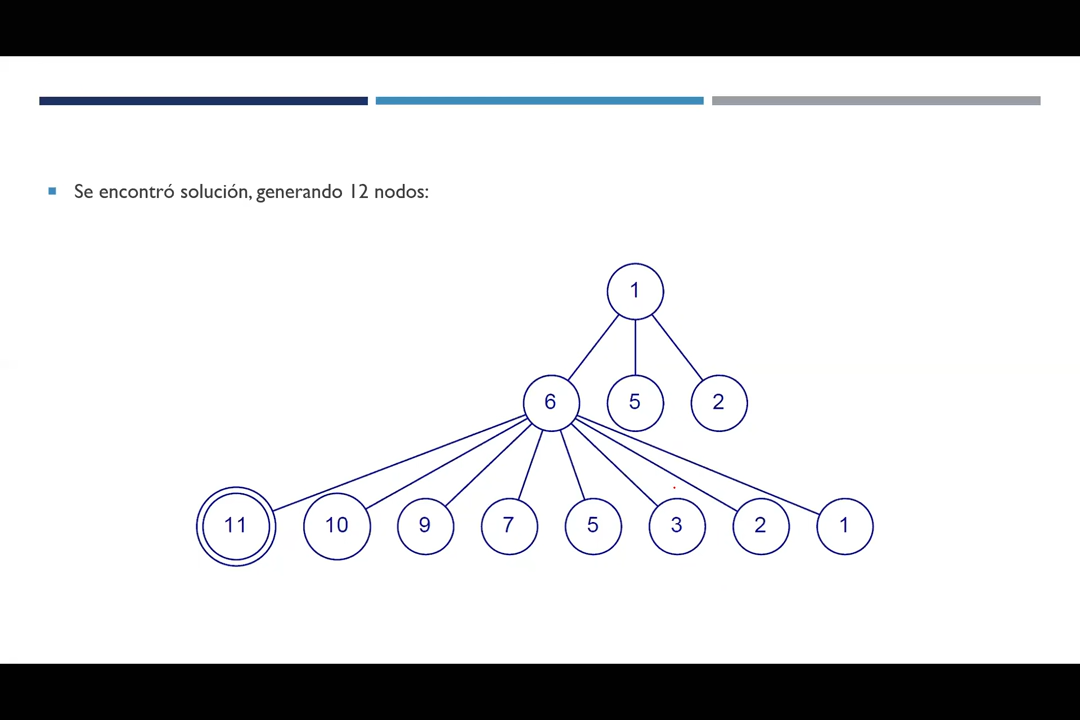 Se encontró solución, generando 12 nodos:
1
6 5 2
11 10 9 7 5 3 2 1